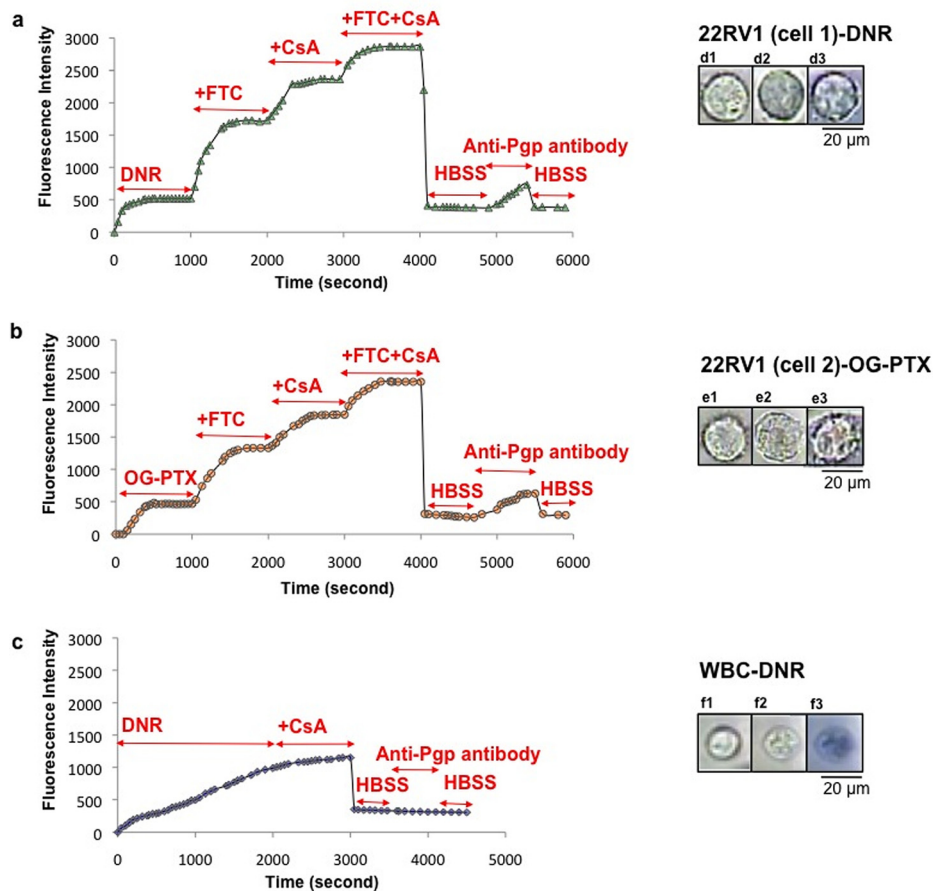 a
Fluorescence Intensity
3000
2500
2000
1500
1000
500
0
DNR
+FTC
+CsA
+FTC+CsA
HBSS
Anti-Pgp antibody
HBSS
0 1000 2000 3000 4000 5000 6000
Time (second)
22RV1 (cell 1)-DNR
d1 d2 d3
20 µm
b
Fluorescence Intensity
3000
2500
2000
1500
1000
500
0
OG-PTX
+FTC
+CsA
+FTC+CsA
HBSS
Anti-Pgp antibody
HBSS
0 1000 2000 3000 4000 5000 6000
Time (second)
22RV1 (cell 2)-OG-PTX
e1 e2 e3
20 µm
c
Fluorescence Intensity
3000
2500
2000
1500
1000
500
0
DNR
+CsA
Anti-Pgp antibody
HBSS
HBSS
0 1000 2000 3000 4000 5000
Time (second)
WBC-DNR
f1 f2 f3
20 µm